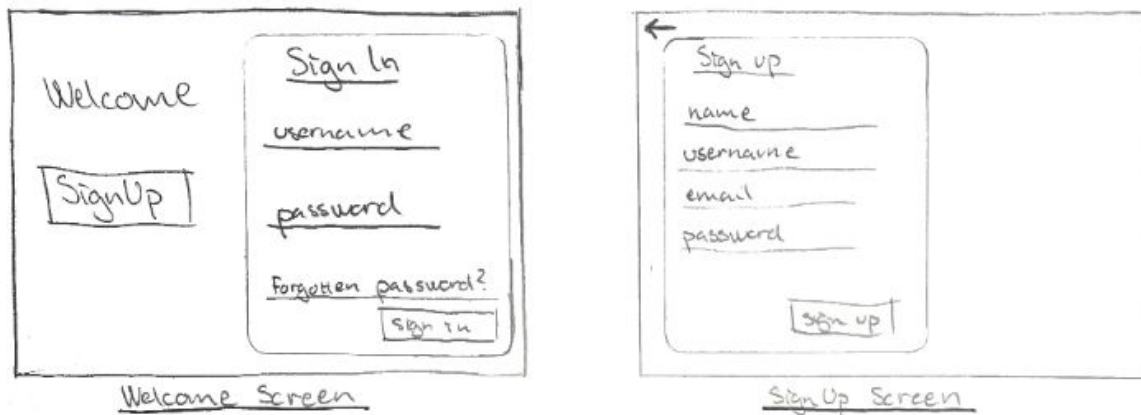 Welcome
SignUp
Sign In
username
password
Forgotten password?
sign in
Welcome Screen
Sign up
name
username
email
password
sign up
Sign Up Screen